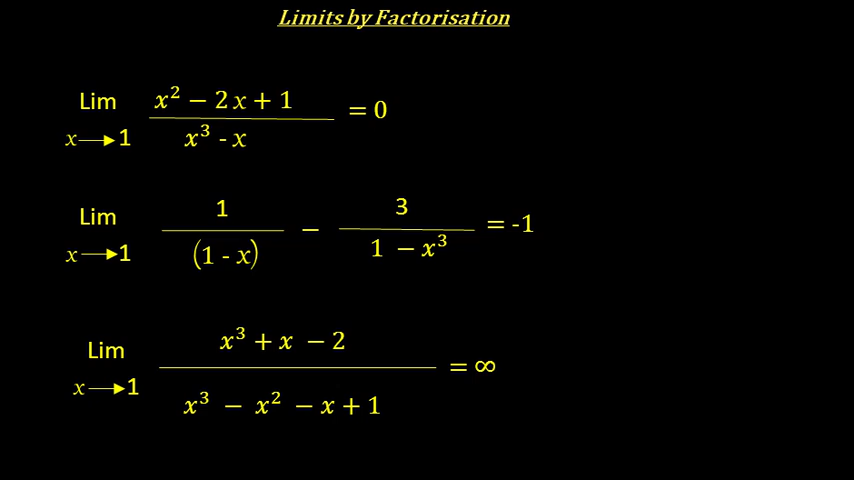 Limits by Factorisation
Lim x→1 (x² − 2x + 1) / (x³ - x) = 0
Lim x→1 1 / (1 - x) − 3 / (1 − x³) = -1
Lim x→1 (x³ + x − 2) / (x³ − x² − x + 1) = ∞